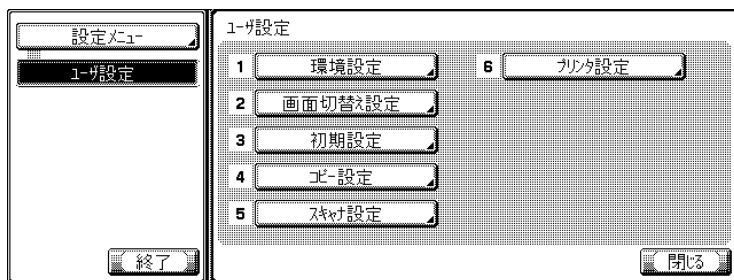 設定メニュー
ユーザ設定
終了
ユーザ設定
1 環境設定
2 画面切替え設定
3 初期設定
4 コピー設定
5 スキャナ設定
6 プリンタ設定
閉じる